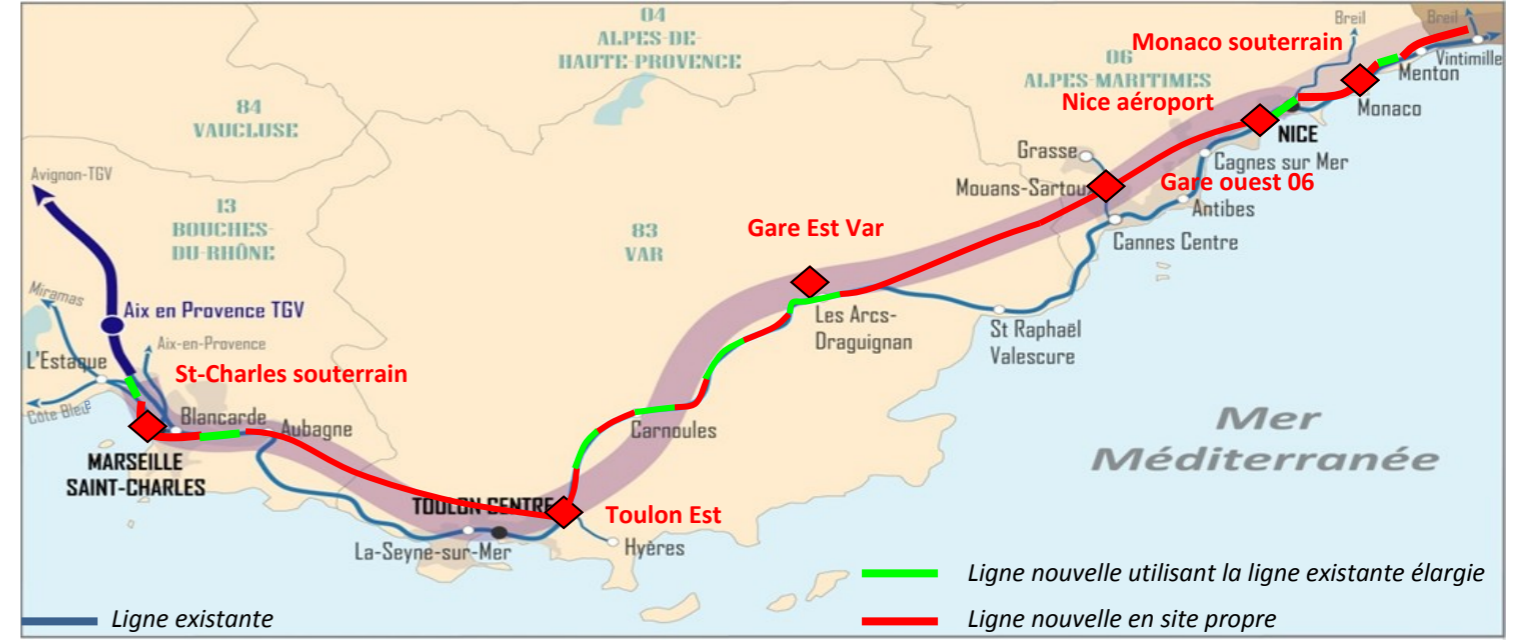 04
ALPES-DE-
HAUTE-PROVENCE
Breil
Breil
Monaco souterrain
06
ALPES-MARITIMES
Vintimille
Menton
Nice aéroport
Monaco
84
VAUCLUSE
NICE
Grasse
Cagnes sur Mer
Avignon-TGV
Mouans-Sartou
Gare ouest 06
Antibes
13
BOUCHES-
DU-RHÔNE
83
VAR
Gare Est Var
Cannes Centre
Miramas
Aix en Provence TGV
Les Arcs-
Draguignan
St Raphaël
Valescure
Aix-en-Provence
L'Estaque
St-Charles souterrain
Côte Bleue
Blancarde
Aubagne
Carnoules
Mer
Méditerranée
MARSEILLE
SAINT-CHARLES
TOULON CENTRE
Toulon Est
La-Seyne-sur-Mer
Hyères
Ligne nouvelle utilisant la ligne existante élargie
Ligne existante
Ligne nouvelle en site propre